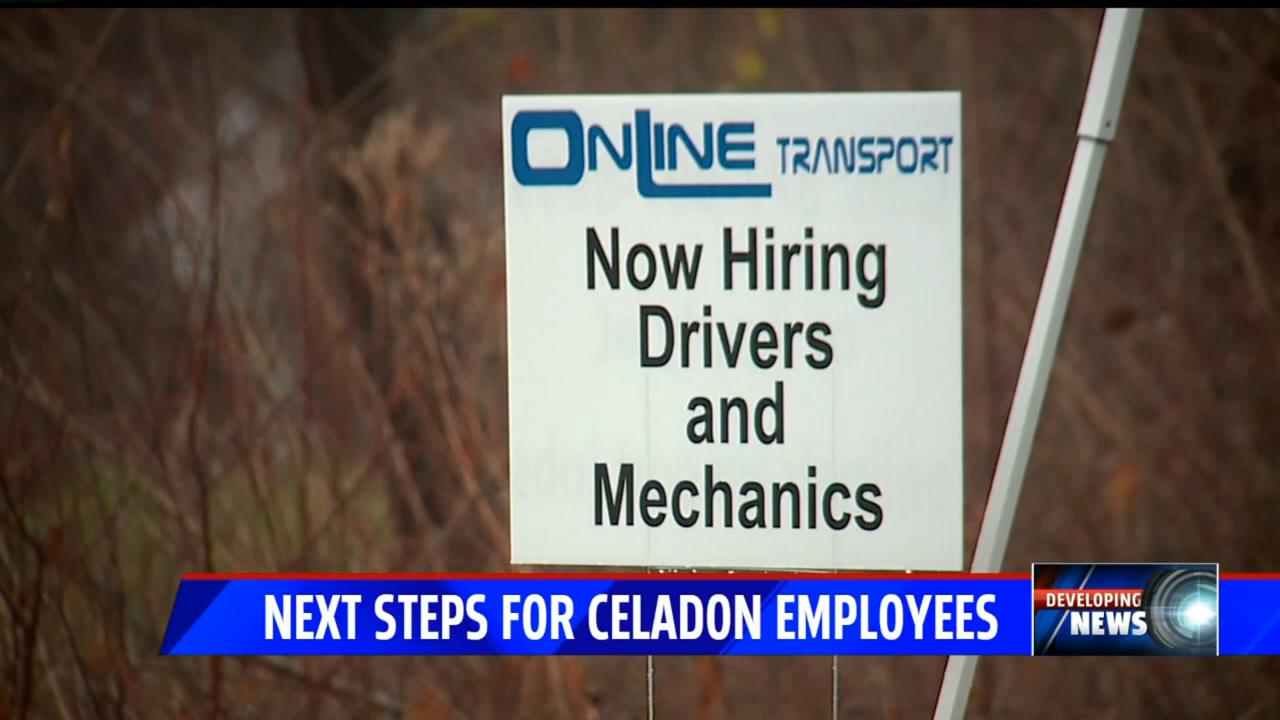 OnLine TRANSPORT
Now Hiring
Drivers
and
Mechanics
NEXT STEPS FOR CELADON EMPLOYEES
DEVELOPING
NEWS